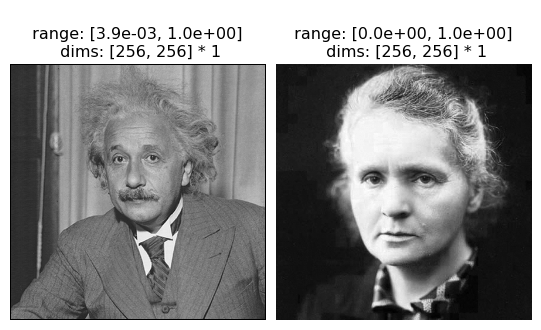 range: [3.9e-03, 1.0e+00]
dims: [256, 256] * 1
range: [0.0e+00, 1.0e+00]
dims: [256, 256] * 1